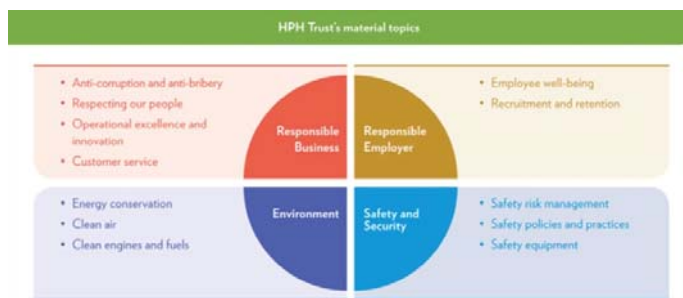 HPH Trust's material topics
• Anti-corruption and anti-bribery
• Respecting our people
• Operational excellence and
innovation
• Customer service
Responsible
Business
Responsible
Employer
• Employee well-being
• Recruitment and retention
• Energy conservation
• Clean air
• Clean engines and fuels
Environment
Safety and
Security
• Safety risk management
• Safety policies and practices
• Safety equipment